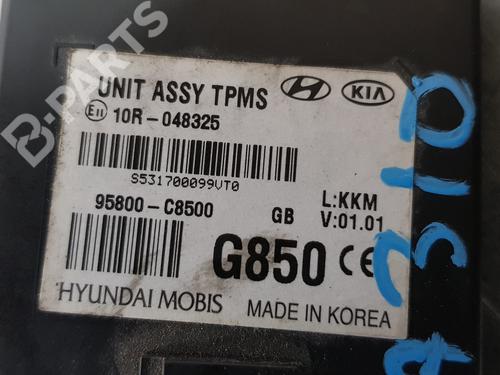 B-PARTS
UNIT ASSY TPMS
KIA
E11 10R-048325
S531700099VT0
L:KKM
95800-C8500 GB V:01.01
G850 CE
HYUNDAI MOBIS MADE IN KOREA